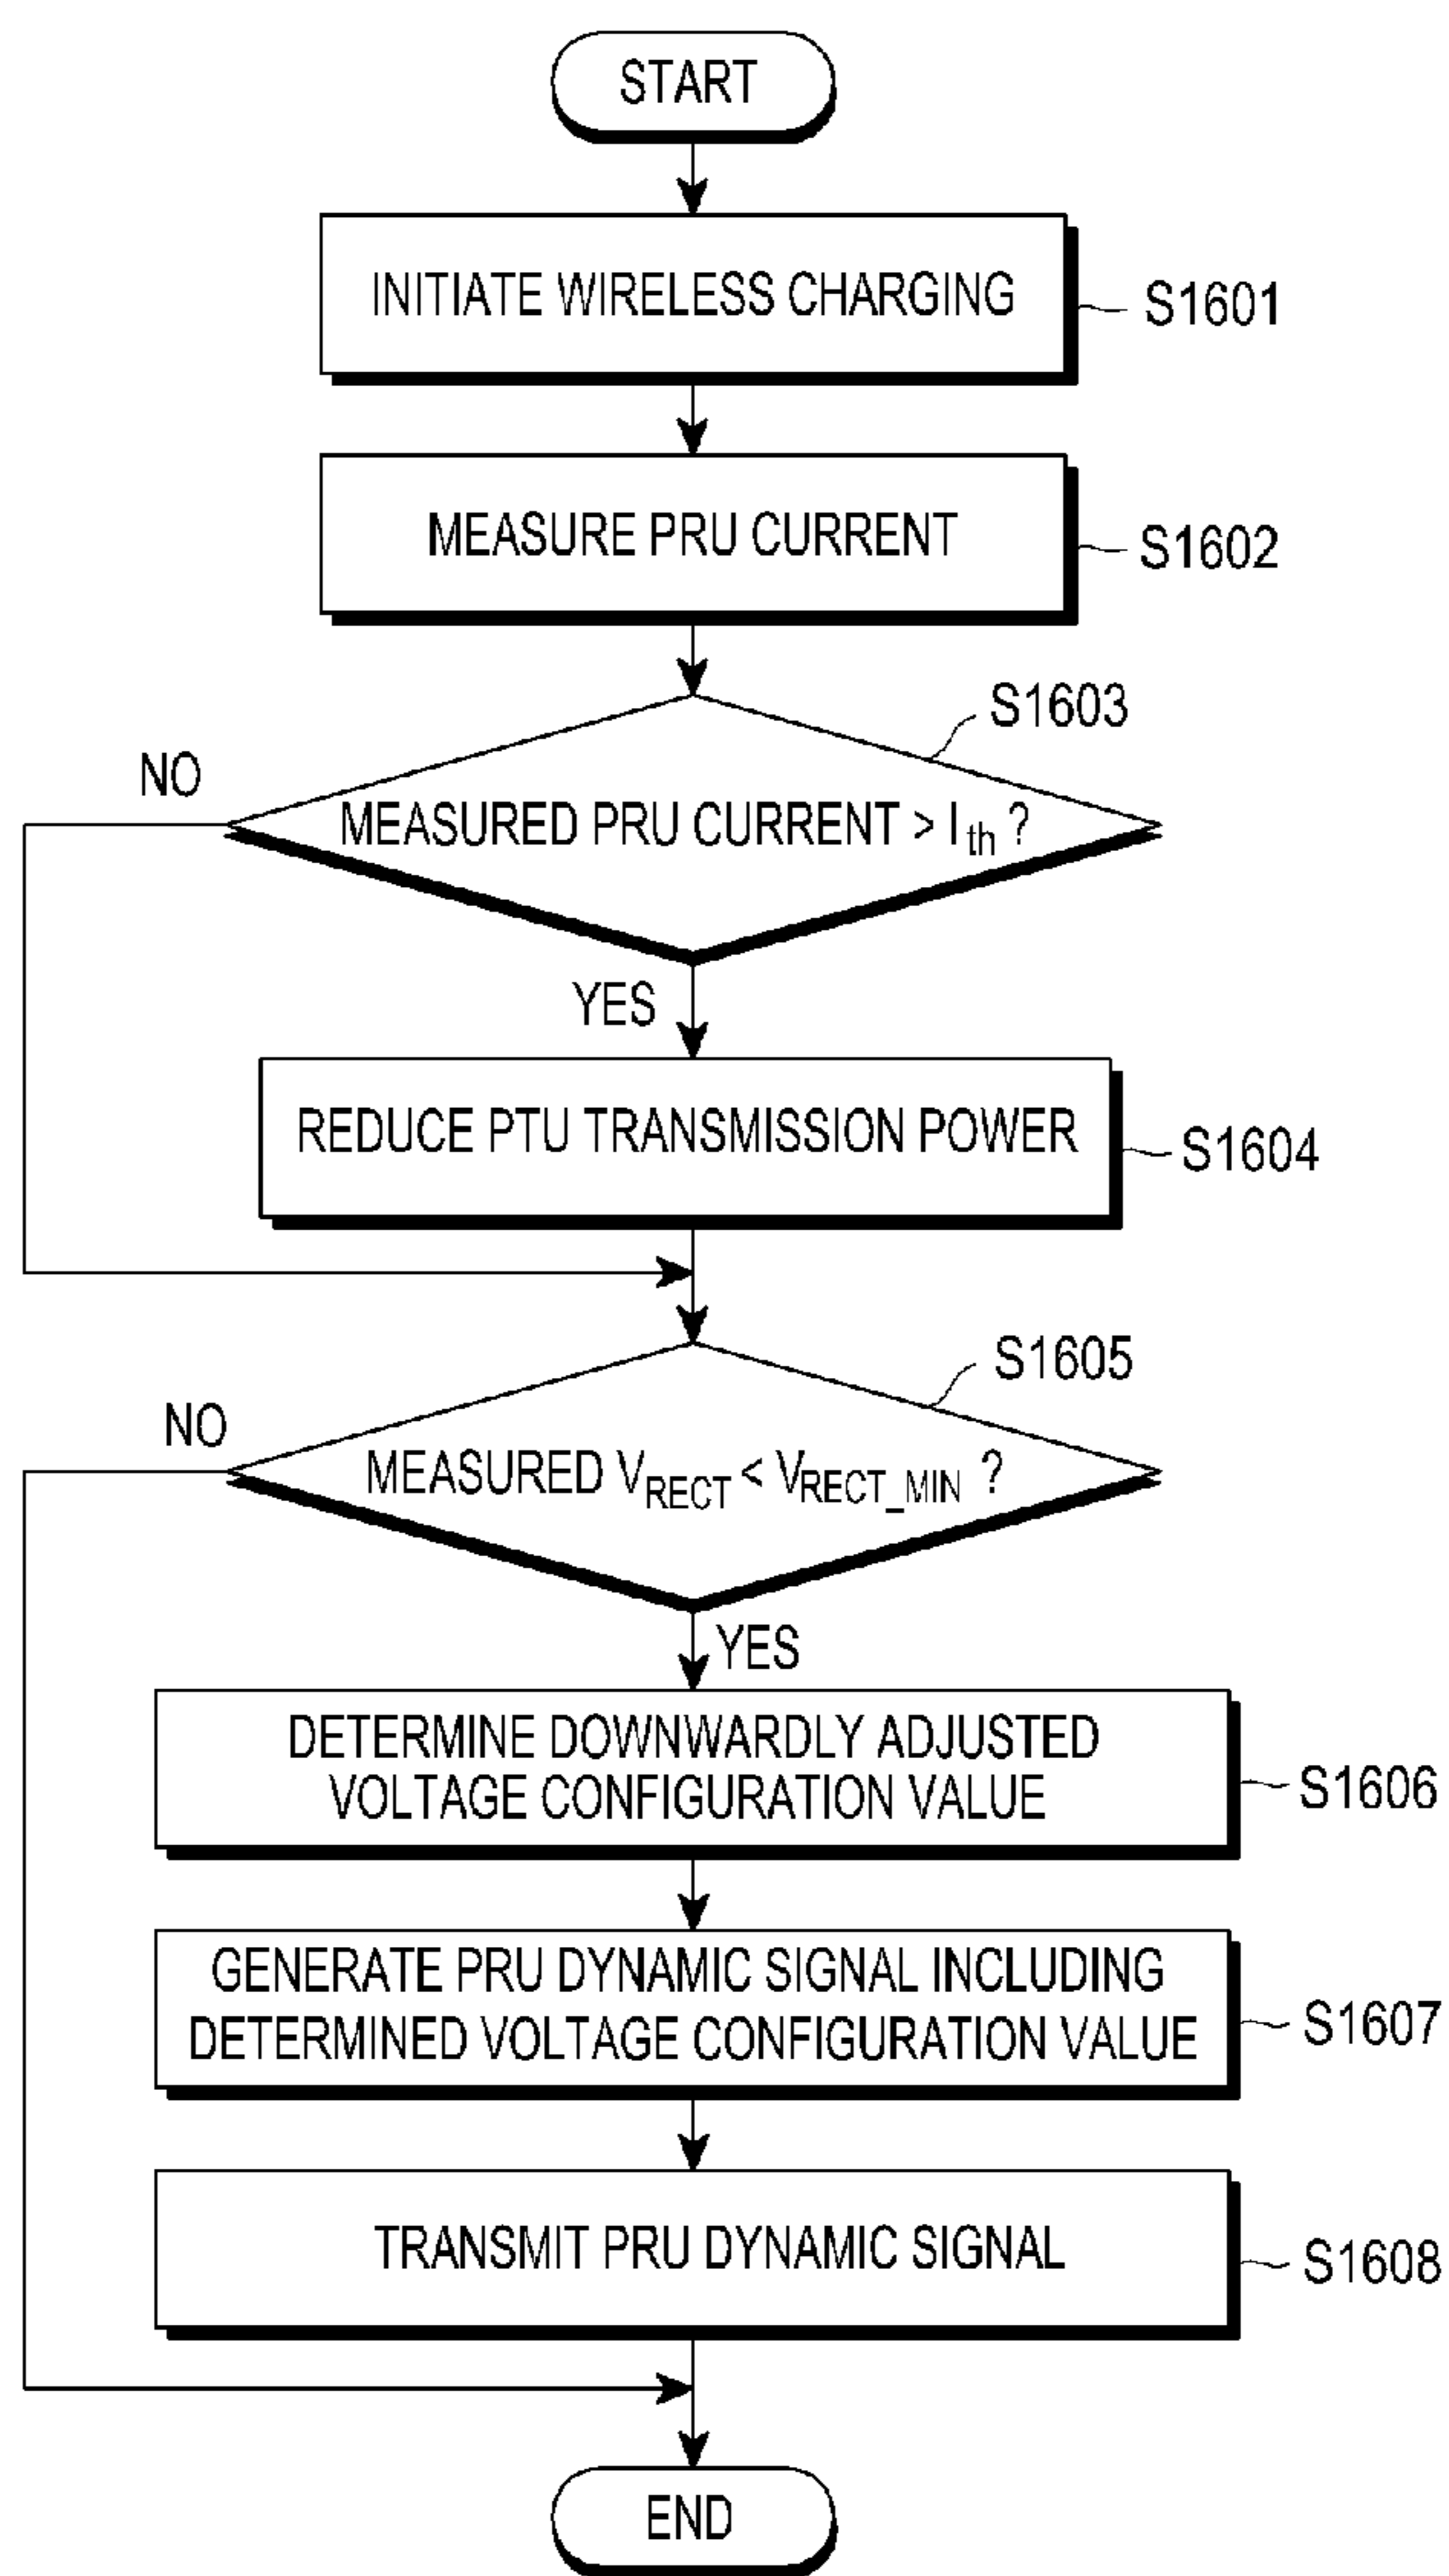 START
INITIATE WIRELESS CHARGING
S1601
MEASURE PRU CURRENT
S1602
S1603
NO
MEASURED PRU CURRENT > Ith ?
YES
REDUCE PTU TRANSMISSION POWER
S1604
S1605
NO
MEASURED VRECT < VRECT_MIN ?
YES
DETERMINE DOWNWARDLY ADJUSTED
VOLTAGE CONFIGURATION VALUE
S1606
GENERATE PRU DYNAMIC SIGNAL INCLUDING
DETERMINED VOLTAGE CONFIGURATION VALUE
S1607
TRANSMIT PRU DYNAMIC SIGNAL
S1608
END